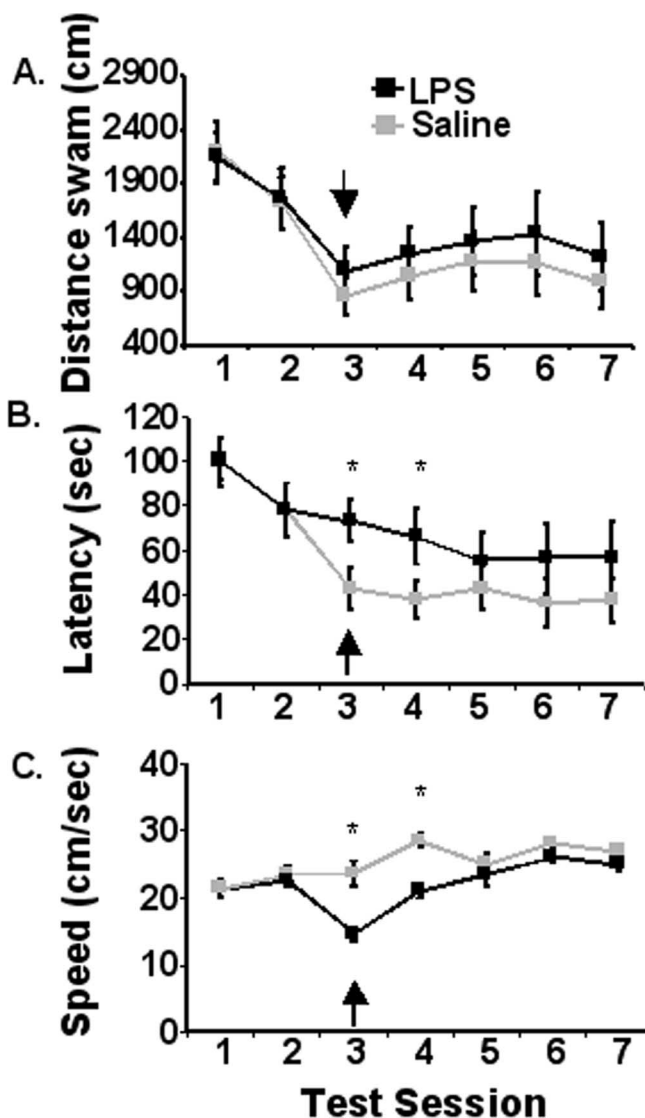 A.
Distance swam (cm)
2900
2400
1900
1400
900
400
LPS
Saline
1 2 3 4 5 6 7
B.
Latency (sec)
120
100
80
60
40
20
0
* *
1 2 3 4 5 6 7
C.
Speed (cm/sec)
40
30
20
10
0
*
*
1 2 3 4 5 6 7
Test Session